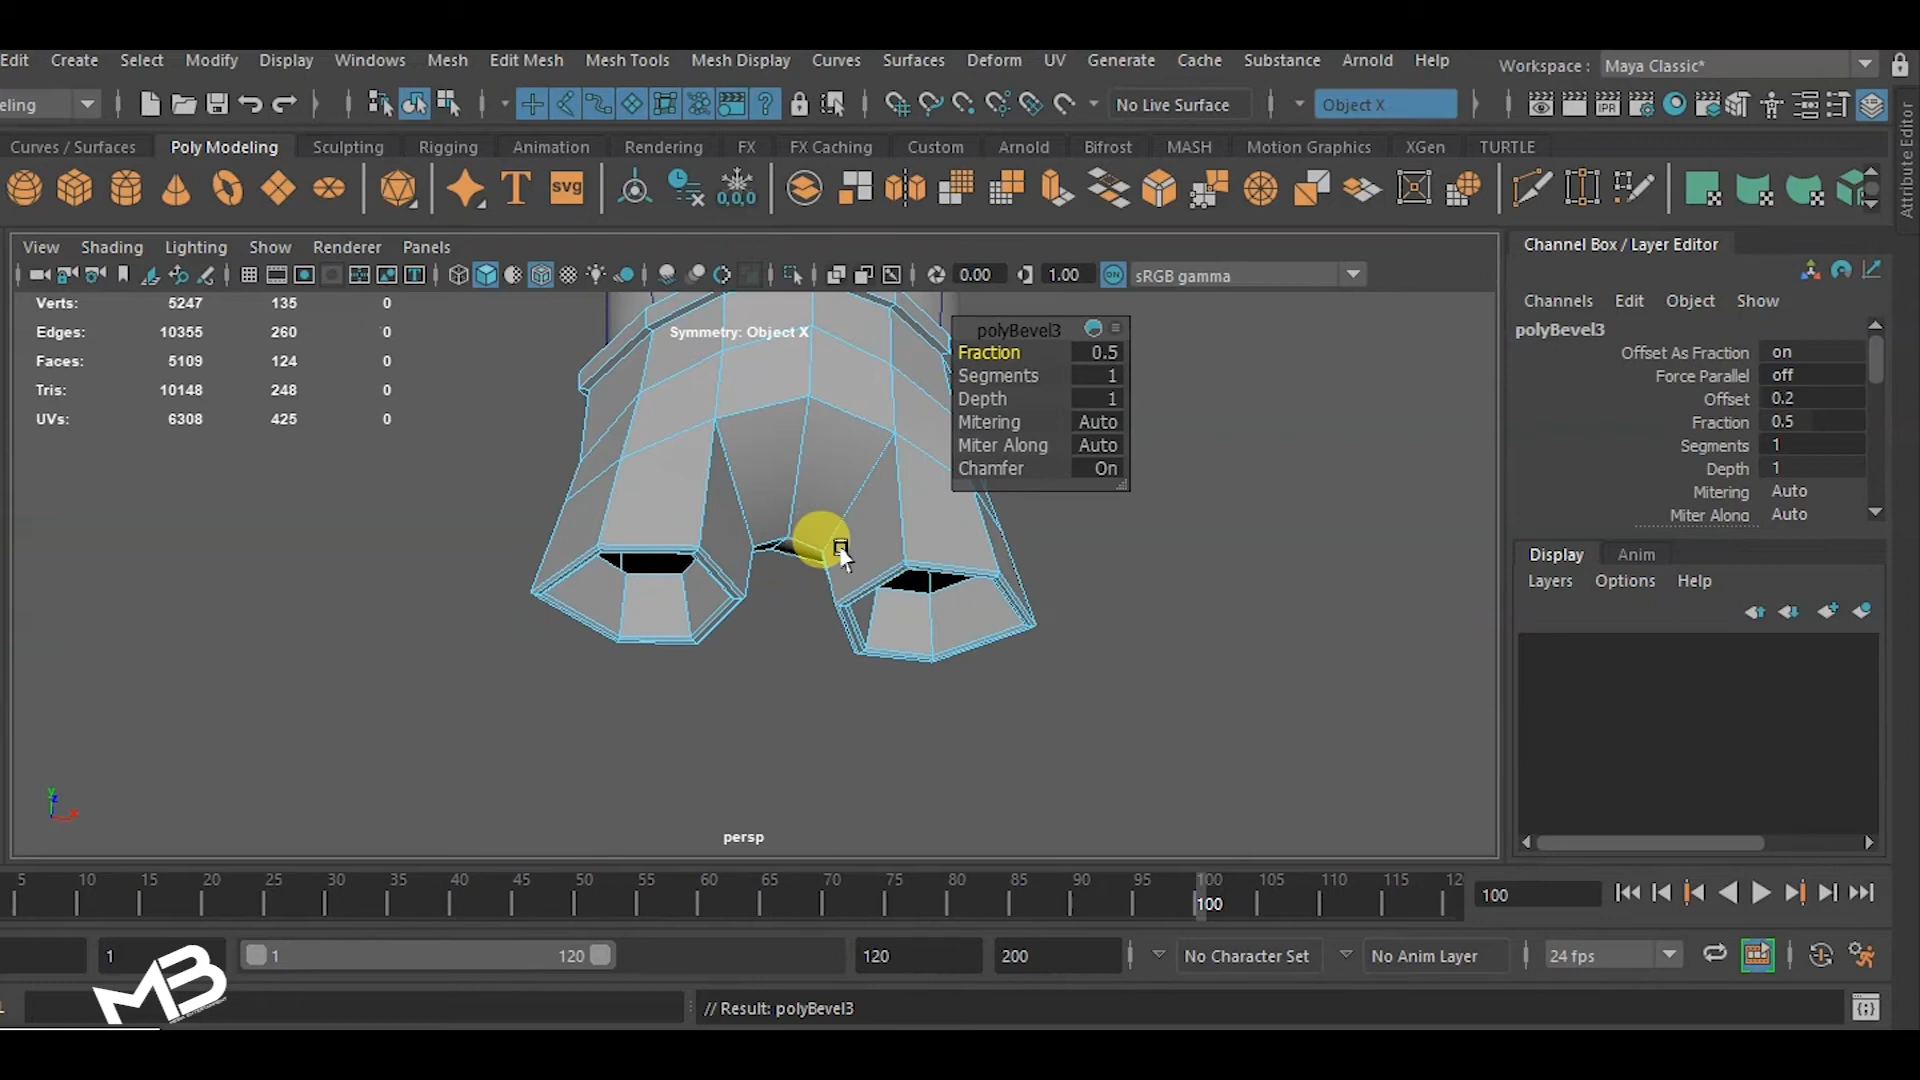 Edit Create Select Modify Display Windows Mesh Edit Mesh Mesh Tools Mesh Display Curves Surfaces Deform UV Generate Cache Substance Arnold Help Workspace : Maya Classic*
eling No Live Surface Object X
Curves / Surfaces Poly Modeling Sculpting Rigging Animation Rendering FX FX Caching Custom Arnold Bifrost MASH Motion Graphics XGen TURTLE
T SVG 0,0,0
View Shading Lighting Show Renderer Panels
0.00 1.00 ON sRGB gamma
Verts: 5247 135 0
Edges: 10355 260 0
Faces: 5109 124 0
Tris: 10148 248 0
UVs: 6308 425 0
Symmetry: Object X
polyBevel3
Fraction 0.5
Segments 1
Depth 1
Mitering Auto
Miter Along Auto
Chamfer On
persp
Channel Box / Layer Editor
Channels Edit Object Show
polyBevel3
Offset As Fraction on
Force Parallel off
Offset 0.2
Fraction 0.5
Segments 1
Depth 1
Mitering Auto
Miter Along Auto
Display Anim
Layers Options Help
Attribute Editor
5 10 15 20 25 30 35 40 45 50 55 60 65 70 75 80 85 90 95 100 105 110 115 12
100
100
1 1 120 120 200 No Character Set No Anim Layer 24 fps
MB
// Result: polyBevel3